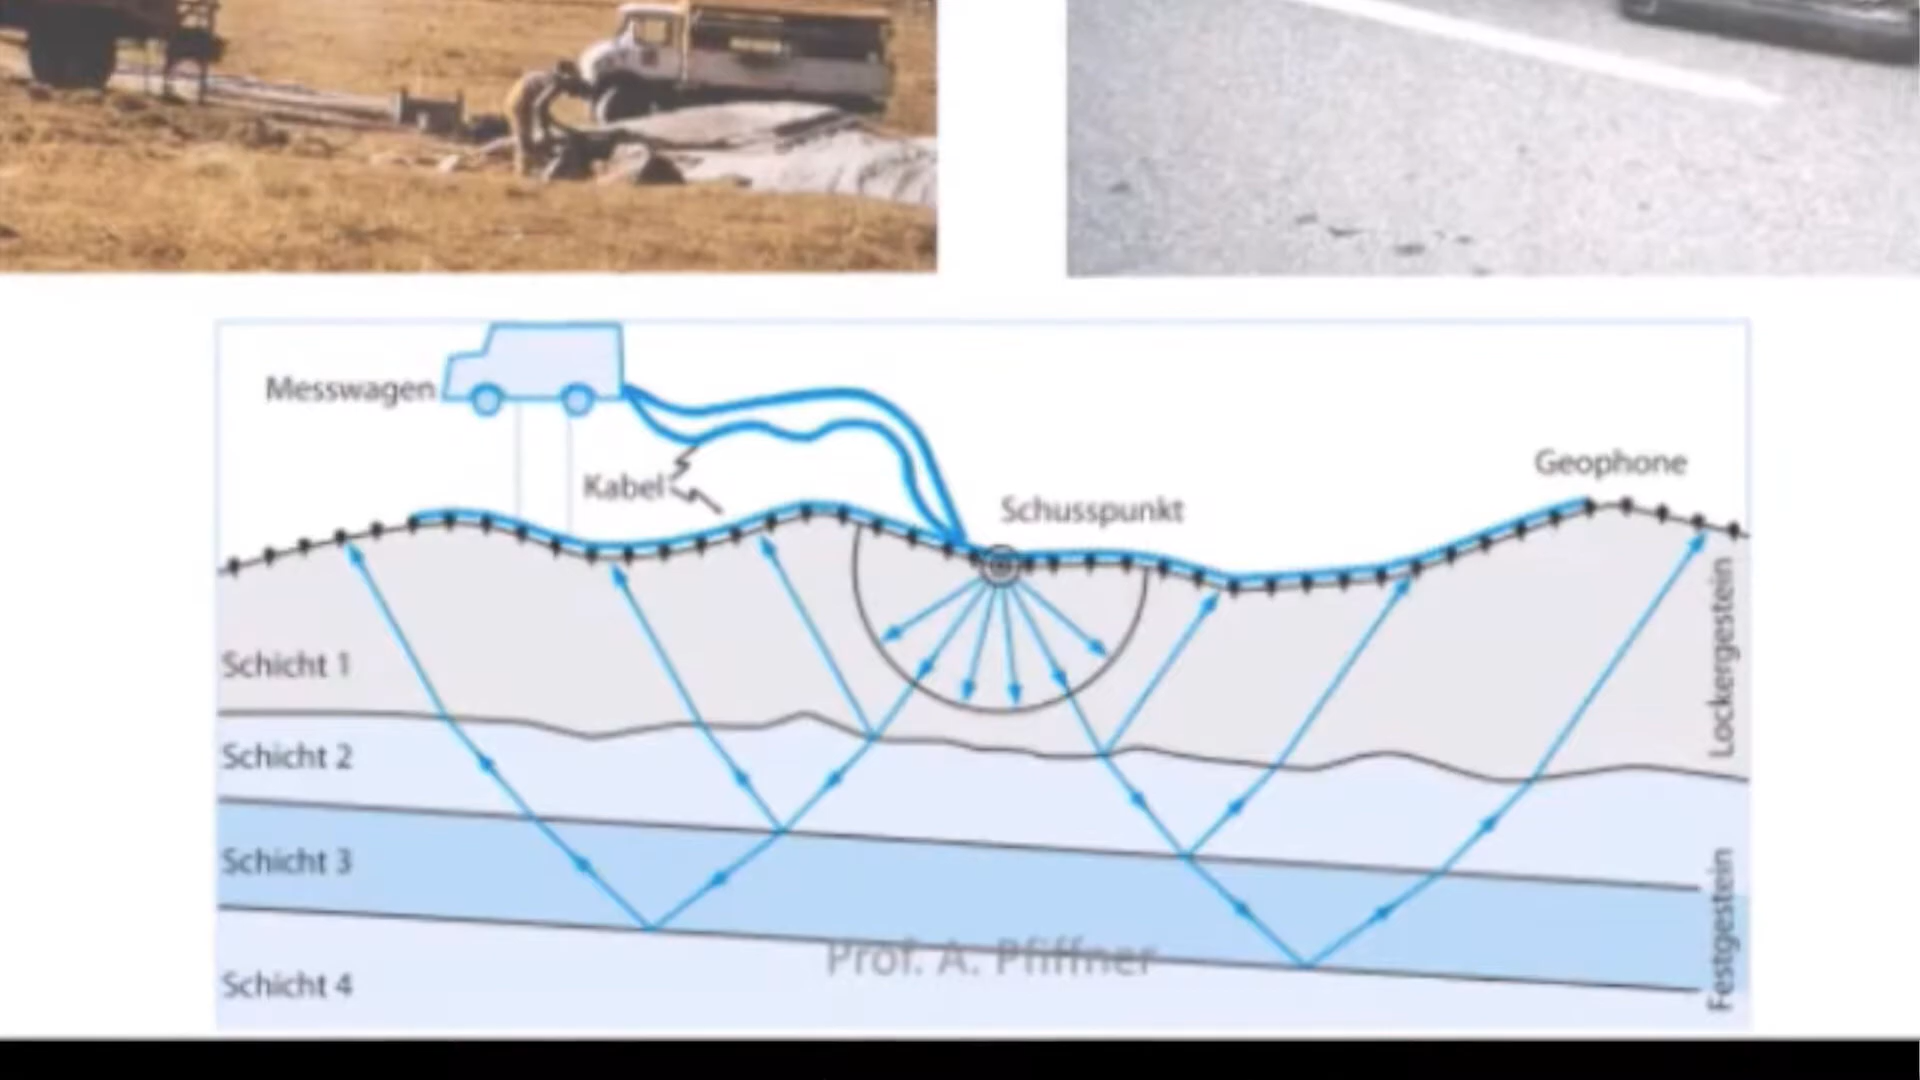 Messwagen
Kabel
Schusspunkt
Geophone
Schicht 1
Schicht 2
Schicht 3
Schicht 4
Lockergestein
Festgestein
Prof. A. Pfiffner